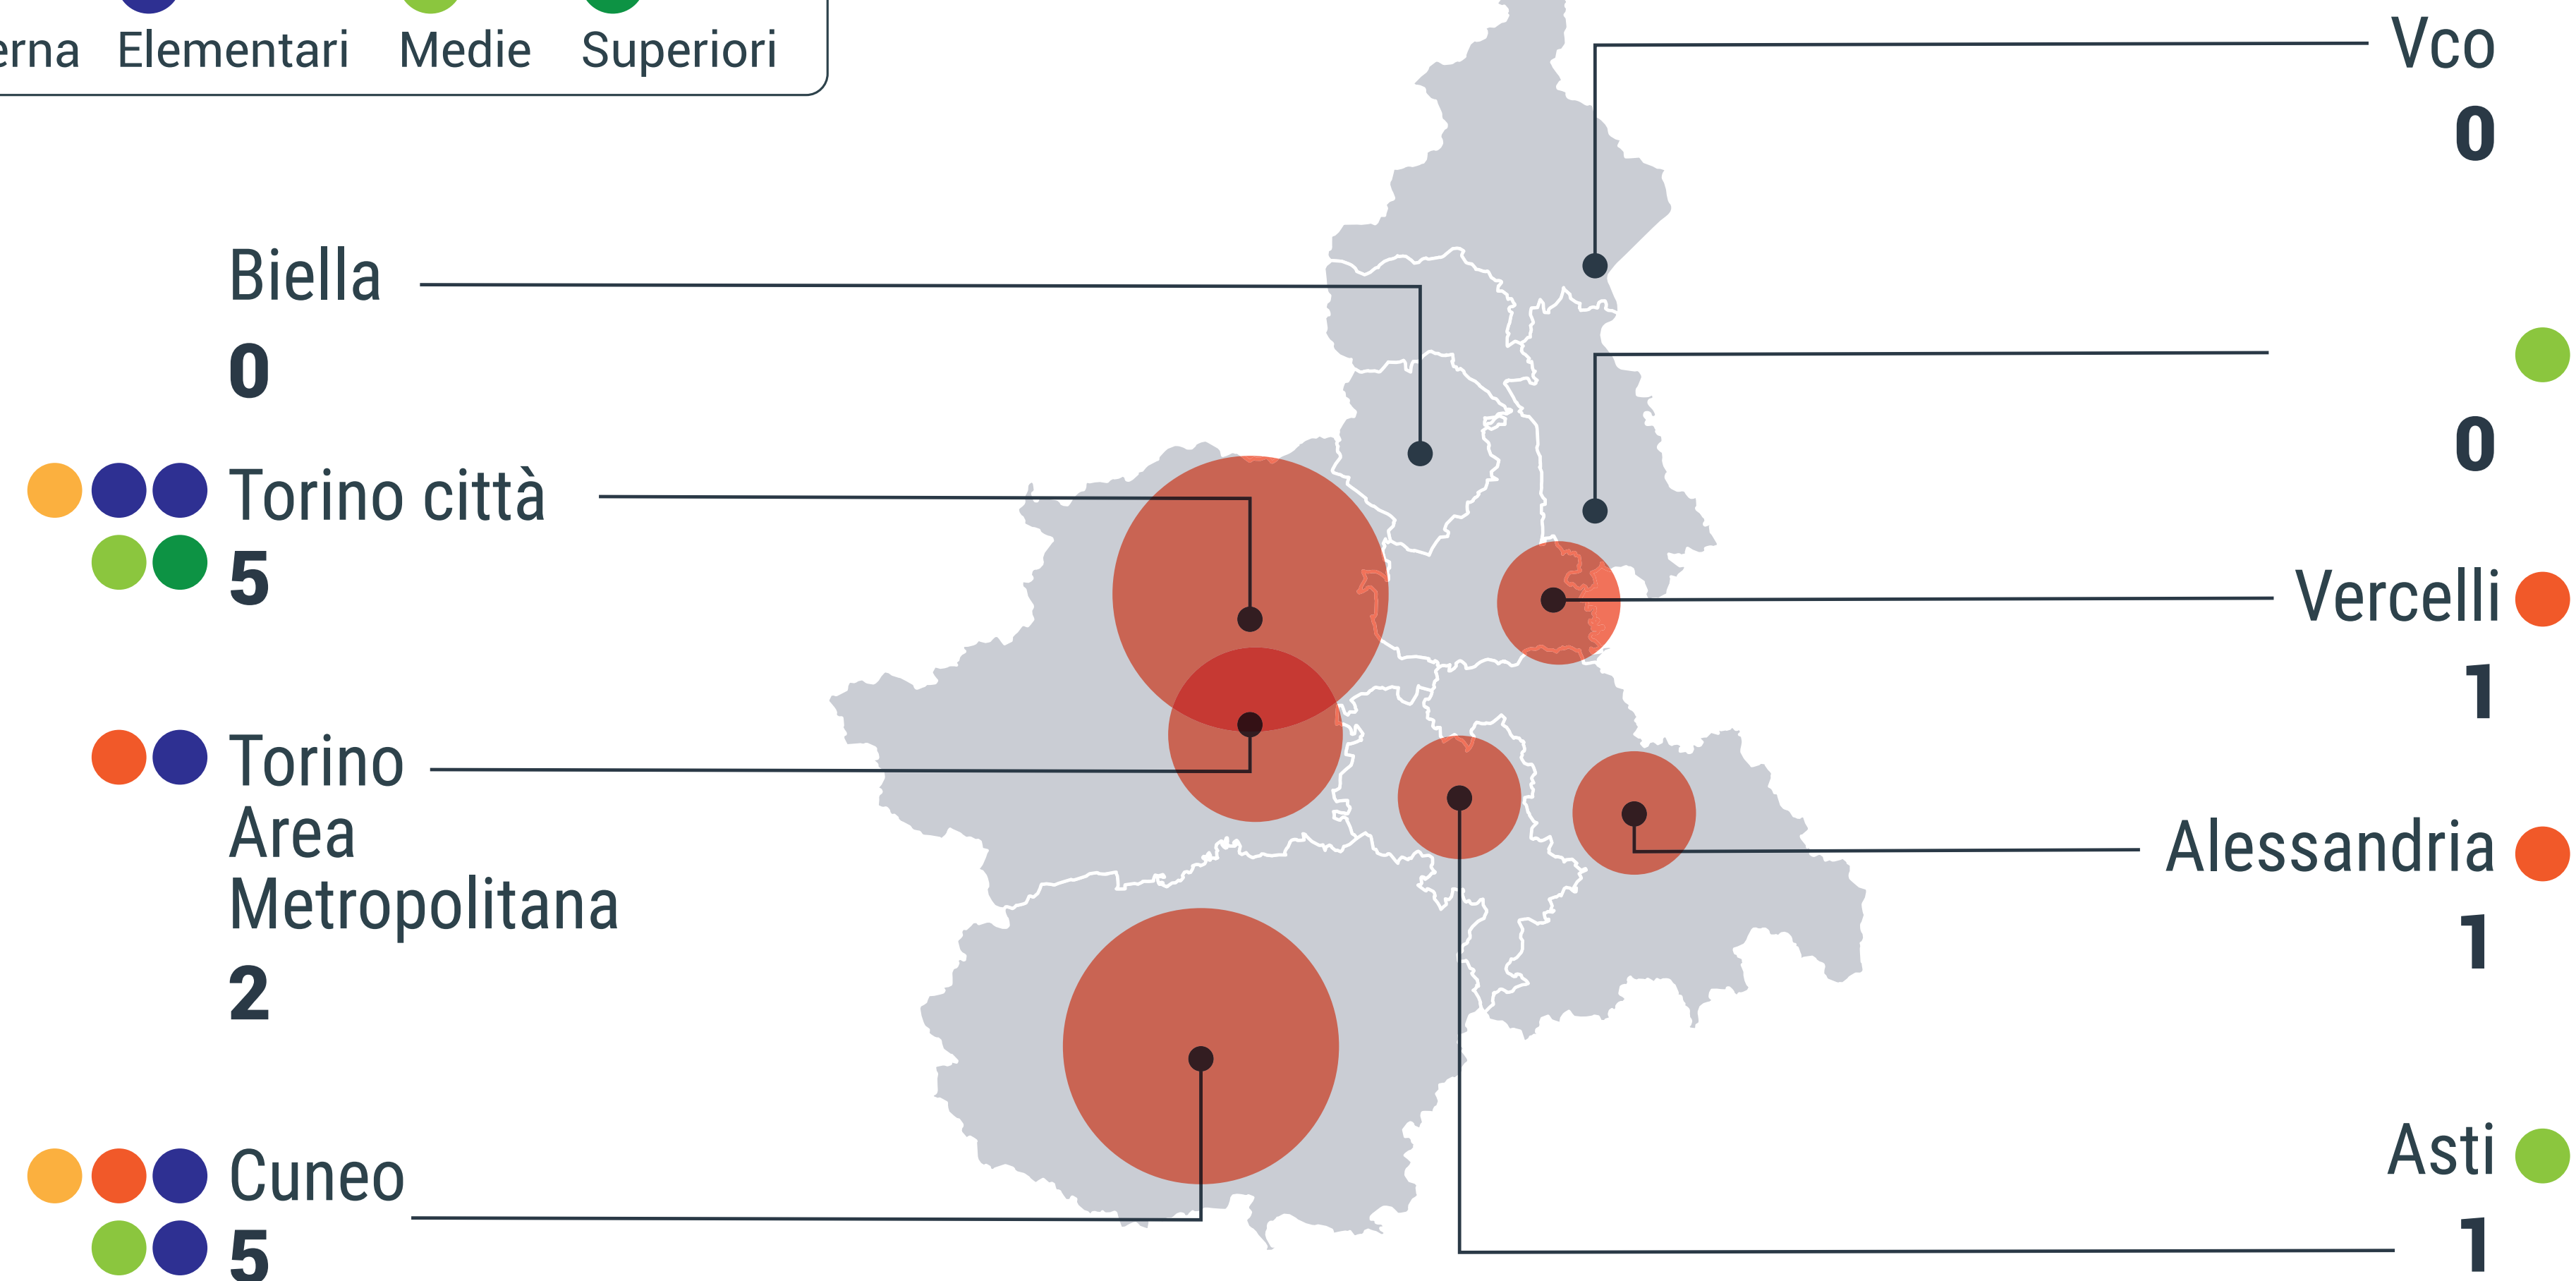 erna Elementari Medie Superiori
Vco
0
Biella
0
0
Torino città
5
Vercelli
1
Torino
Area
Metropolitana
2
Alessandria
1
Cuneo
5
Asti
1